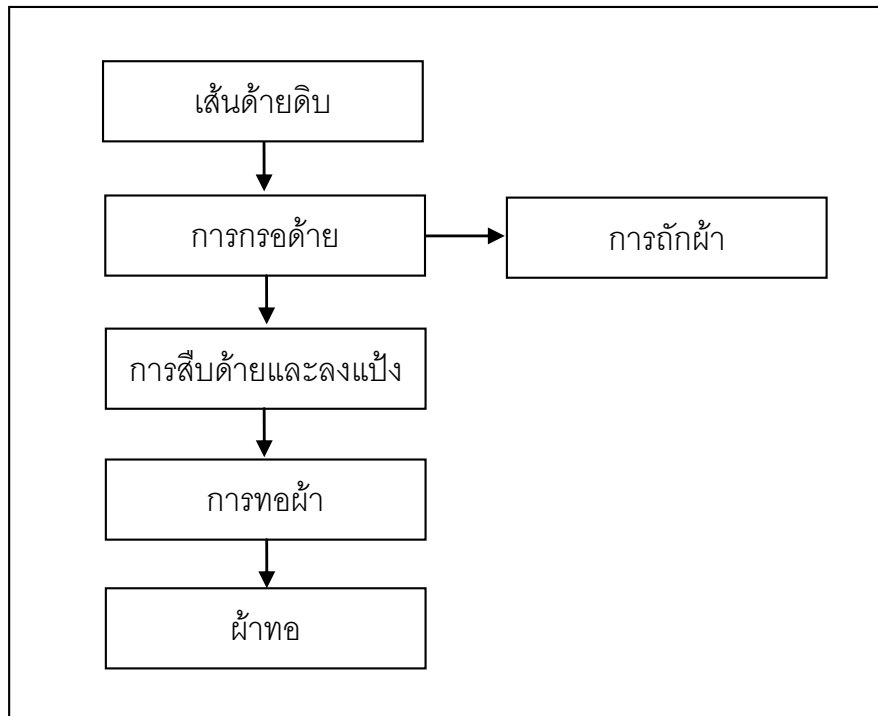 เส้นด้ายดิบ
การกรอด้าย
การถักผ้า
การสืบด้ายและลงแป้ง
การทอผ้า
ผ้าทอ